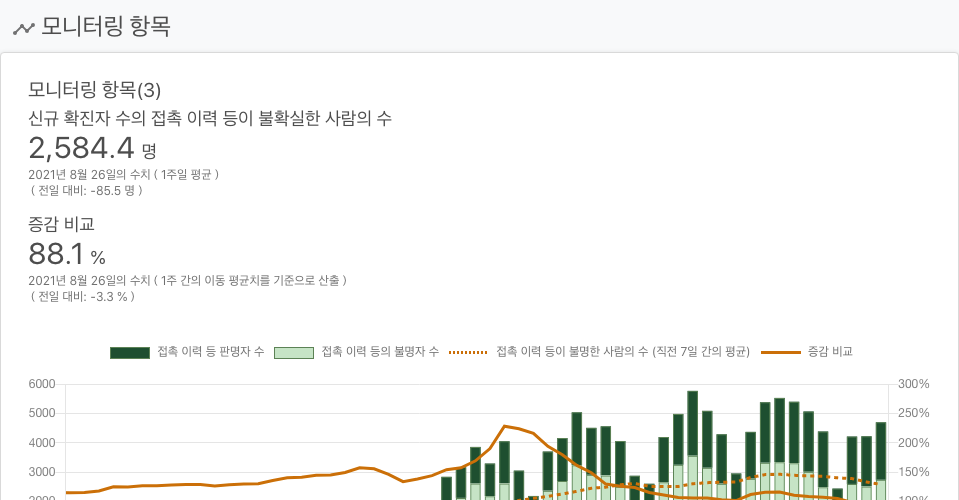 모니터링 항목
모니터링 항목(3)
신규 확진자 수의 접촉 이력 등이 불확실한 사람의 수
2,584.4 명
2021년 8월 26일의 수치 ( 1주일 평균 )
( 전일 대비: -85.5 명 )
증감 비교
88.1 %
2021년 8월 26일의 수치 ( 1주 간의 이동 평균치를 기준으로 산출 )
( 전일 대비: -3.3 % )
접촉 이력 등 판명자 수 접촉 이력 등의 불명자 수 접촉 이력 등이 불명한 사람의 수 (직전 7일 간의 평균) 증감 비교
6000 300%
5000 250%
4000 200%
3000 150%
2000 100%